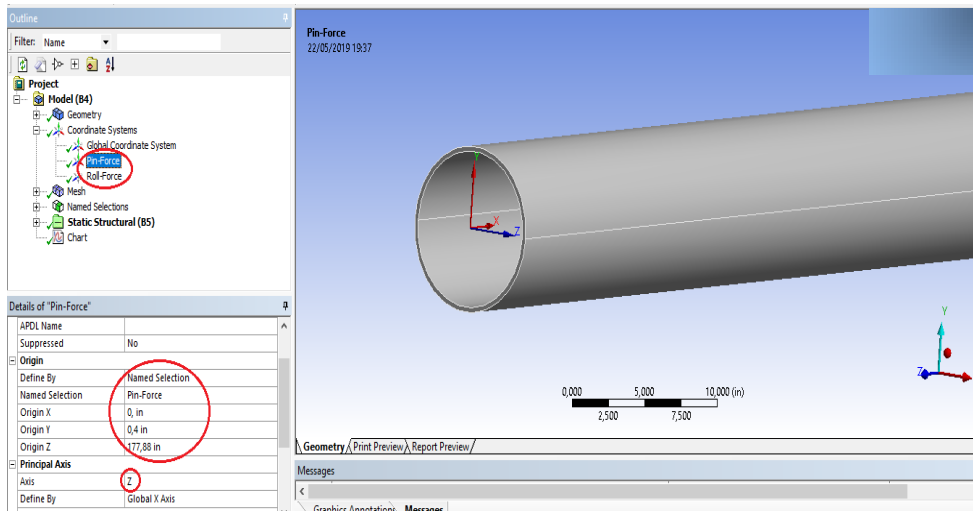 Outline
Filter: Name
Project
Model (B4)
Geometry
Coordinate Systems
Global Coordinate System
Pin-Force
Roll-Force
Mesh
Named Selections
Static Structural (B5)
Chart
Details of "Pin-Force"
APDL Name
Suppressed No
Origin
Define By Named Selection
Named Selection Pin-Force
Origin X 0, in
Origin Y 0,4 in
Origin Z 177,88 in
Principal Axis
Axis Z
Define By Global X Axis
Pin-Force
22/05/2019 19:37
Y
X
Z
Y
Z
0,000 5,000 10,000 (in)
2,500 7,500
Geometry Print Preview Report Preview
Messages
Graphics Annotations Messages